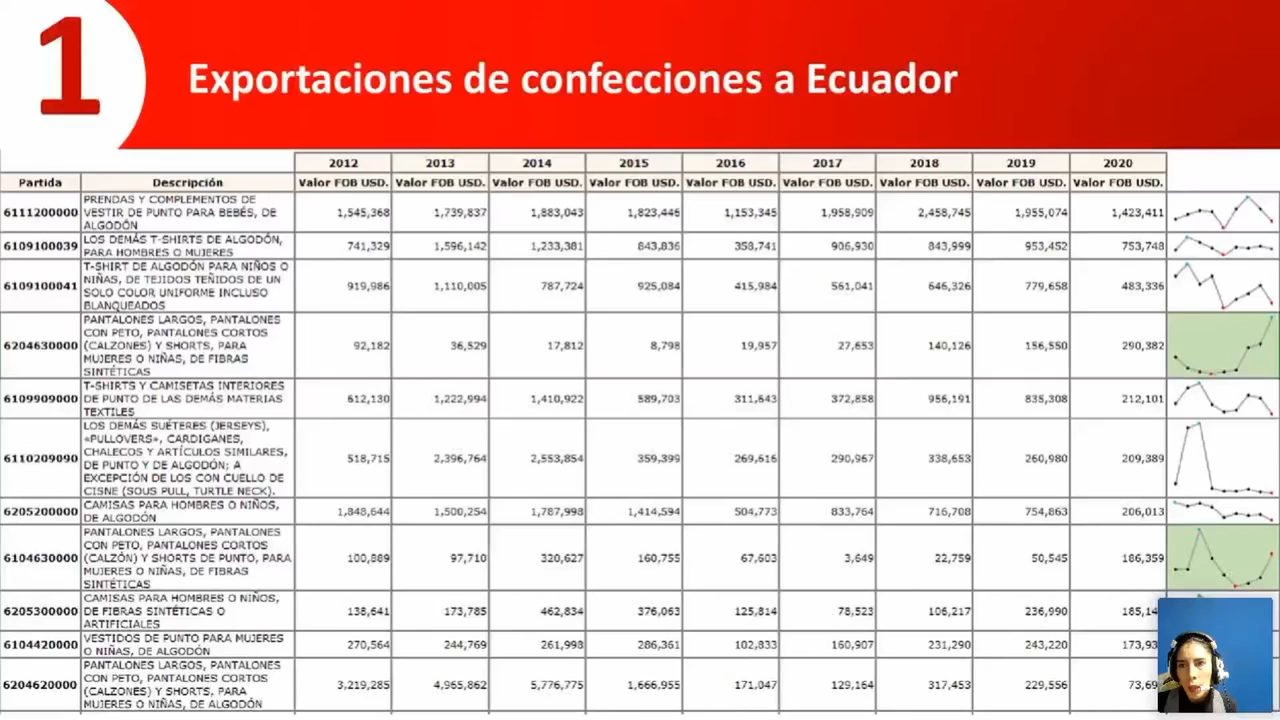 1
Exportaciones de confecciones a Ecuador
2012 2013 2014 2015 2016 2017 2018 2019 2020
Partida Descripción Valor FOB USD. Valor FOB USD. Valor FOB USD. Valor FOB USD. Valor FOB USD. Valor FOB USD. Valor FOB USD. Valor FOB USD. Valor FOB USD.
PRENDAS Y COMPLEMENTOS DE
6111200000 VESTIR DE PUNTO PARA BEBÉS, DE 1,545,368 1,739,837 1,883,043 1,823,446 1,153,345 1,958,909 2,458,745 1,955,074 1,423,411
ALGODÓN
6109100039 LOS DEMÁS T-SHIRTS DE ALGODÓN, 741,329 1,596,142 1,233,381 843,836 358,741 906,930 843,999 953,452 753,748
PARA HOMBRES O MUJERES
T-SHIRT DE ALGODÓN PARA NIÑOS O
6109100041 NIÑAS, DE TEJIDOS TEÑIDOS DE UN 919,986 1,110,005 787,724 925,084 415,984 561,041 646,326 779,658 483,336
SOLO COLOR UNIFORME INCLUSO
BLANQUEADOS
PANTALONES LARGOS, PANTALONES
CON PETO, PANTALONES CORTOS
6204630000 (CALZONES) Y SHORTS, PARA 92,182 36,529 17,812 8,798 19,957 27,653 140,126 156,550 290,382
MUJERES O NIÑAS, DE FIBRAS
SINTÉTICAS
T-SHIRTS Y CAMISETAS INTERIORES
6109909000 DE PUNTO DE LAS DEMÁS MATERIAS 612,130 1,222,994 1,410,922 589,703 311,643 372,858 956,191 835,308 212,101
TEXTILES
LOS DEMÁS SUÉTERES (JERSEYS),
«PULLOVERS», CARDIGANES,
CHALECOS Y ARTÍCULOS SIMILARES,
6110209090 DE PUNTO Y DE ALGODÓN; A 518,715 2,396,764 2,553,854 359,399 269,616 290,967 338,653 260,980 209,389
EXCEPCIÓN DE LOS CON CUELLO DE
CISNE (SOUS PULL, TURTLE NECK).
6205200000 CAMISAS PARA HOMBRES O NIÑOS, 1,848,644 1,500,254 1,787,998 1,414,594 504,773 833,764 716,708 754,863 206,013
DE ALGODÓN
PANTALONES LARGOS, PANTALONES
CON PETO, PANTALONES CORTOS
6104630000 (CALZÓN) Y SHORTS DE PUNTO, PARA 100,889 97,710 320,627 160,755 67,603 3,649 22,759 50,545 186,359
MUJERES O NIÑAS, DE FIBRAS
SINTÉTICAS
CAMISAS PARA HOMBRES O NIÑOS,
6205300000 DE FIBRAS SINTÉTICAS O 138,641 173,785 462,834 376,063 125,814 78,523 106,217 236,990
ARTIFICIALES
6104420000 VESTIDOS DE PUNTO PARA MUJERES 270,564 244,769 261,998 286,361 102,833 160,907 231,290 243,220
O NIÑAS, DE ALGODÓN
PANTALONES LARGOS, PANTALONES
CON PETO, PANTALONES CORTOS
6204620000 (CALZONES) Y SHORTS, PARA 3,219,285 4,965,862 5,776,775 1,666,955 171,047 129,164 317,453 229,556
MUJERES O NIÑAS, DE ALGODÓN